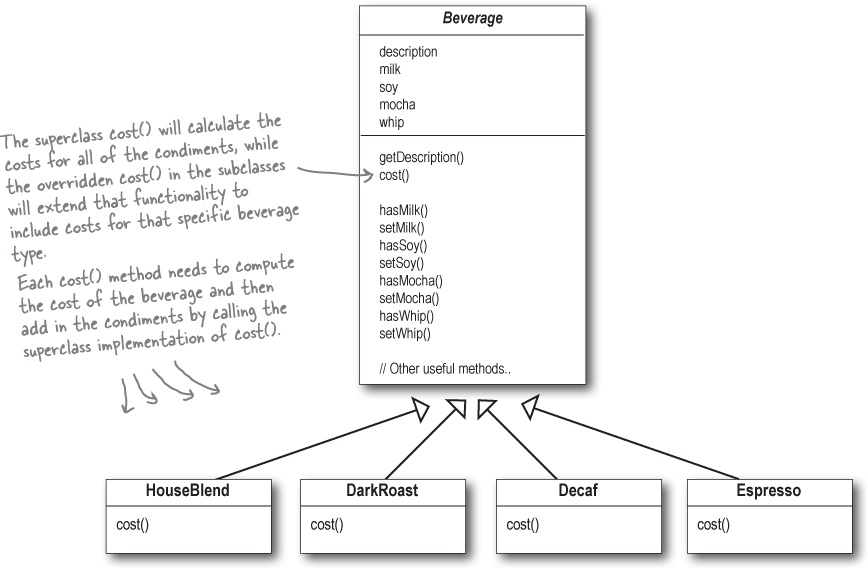 Beverage
description
milk
soy
mocha
whip
The superclass cost() will calculate the
costs for all of the condiments, while
the overridden cost() in the subclasses
will extend that functionality to
include costs for that specific beverage
type.
Each cost() method needs to compute
the cost of the beverage and then
add in the condiments by calling the
superclass implementation of cost().
getDescription()
cost()
hasMilk()
setMilk()
hasSoy()
setSoy()
hasMocha()
setMocha()
hasWhip()
setWhip()
// Other useful methods..
HouseBlend
cost()
DarkRoast
cost()
Decaf
cost()
Espresso
cost()